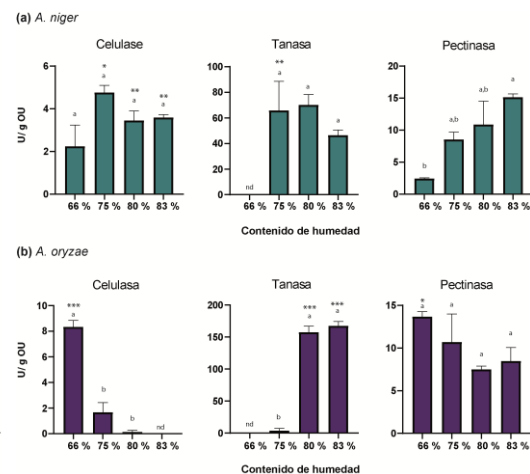 (a) A. niger
Celulase
Tanasa
Pectinasa
U/ g OU
6
4
2
0
a
*
a
**
a
**
a
66 %
75 %
80 %
83 %
100
80
60
40
20
0
nd
**
a
a
a
66 %
75 %
80 %
83 %
20
15
10
5
0
b
a,b
a,b
a
66 %
75 %
80 %
83 %
Contenido de humedad
(b) A. oryzae
Celulasa
Tanasa
Pectinasa
U/ g OU
10
8
6
4
2
0
***
a
b
b
nd
66 %
75 %
80 %
83 %
300
200
100
0
nd
b
***
a
***
a
66 %
75 %
80 %
83 %
15
10
5
0
*
a
a
a
a
66 %
75 %
80 %
83 %
Contenido de humedad